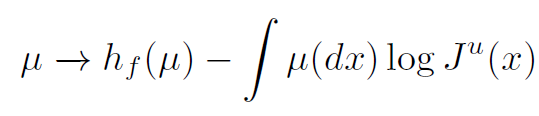 μ → h_f(μ) − ∫ μ(dx) log J^u(x)